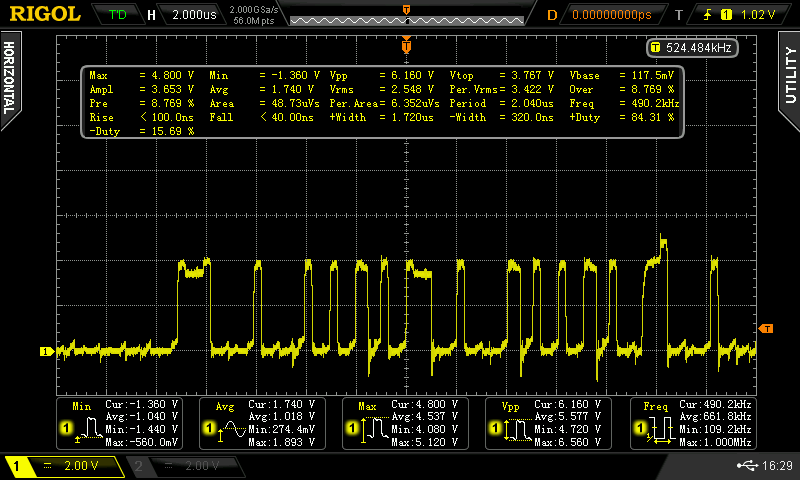 RIGOL T'D H 2.000us 2.000GSa/s 56.0M pts D 0.00000000ps T 1 1.02 V
HORIZONTAL
UTILITY
T 524.484kHz
Max = 4.800 V Min = -1.360 V Vpp = 6.160 V Vtop = 3.767 V Vbase = 117.5mV
Ampl = 3.653 V Avg = 1.740 V Vrms = 2.548 V Per.Vrms= 3.422 V Over = 8.769 %
Pre = 8.769 % Area = 48.73uVs Per.Area= 6.352uVs Period = 2.040us Freq = 490.2kHz
Rise < 100.0ns Fall < 40.00ns +Width = 1.720us -Width = 320.0ns +Duty = 84.31 %
-Duty = 15.69 %
T
T
1
1 Min
Cur:-1.360 V
Avg:-1.040 V
Min:-1.440 V
Max:-560.0mV
1 Avg
Cur:1.740 V
Avg:1.018 V
Min:274.4mV
Max:1.893 V
1 Max
Cur:4.800 V
Avg:4.537 V
Min:4.080 V
Max:5.120 V
1 Vpp
Cur:6.160 V
Avg:5.577 V
Min:4.720 V
Max:6.560 V
1 Freq
Cur:490.2kHz
Avg:661.8kHz
Min:109.2kHz
Max:1.000MHz
1 = 2.00 V 2 = 2.00 V 16:29